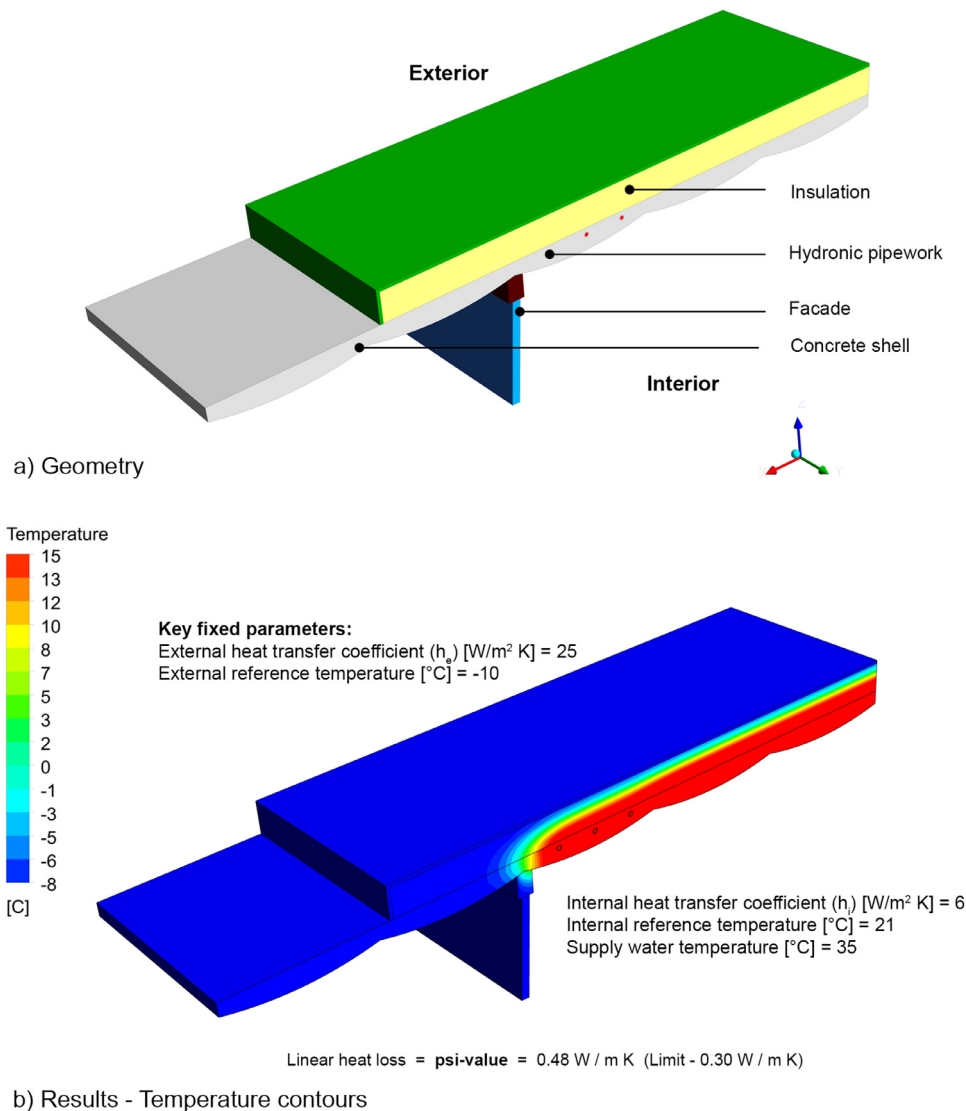 Exterior
Insulation
Hydronic pipework
Facade
Concrete shell
Interior
Z
X
Y
a) Geometry
Temperature
15
13
12
10
8
7
5
3
2
0
-1
-3
-5
-6
-8
[C]
Key fixed parameters:
External heat transfer coefficient (hₑ) [W/m² K] = 25
External reference temperature [°C] = -10
Internal heat transfer coefficient (hᵢ) [W/m² K] = 6
Internal reference temperature [°C] = 21
Supply water temperature [°C] = 35
Linear heat loss = psi-value = 0.48 W / m K (Limit - 0.30 W / m K)
b) Results - Temperature contours